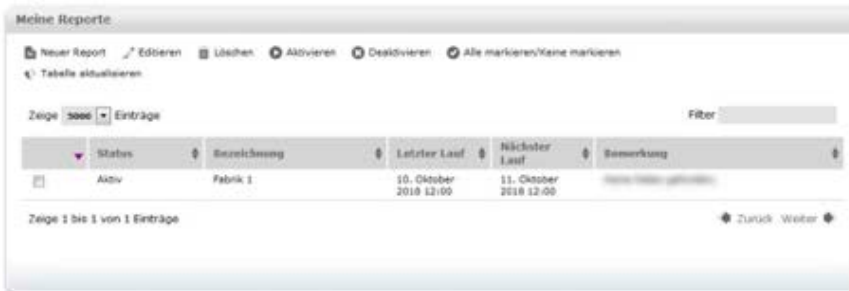 Meine Reporte
Neuer Report Editieren Löschen Aktivieren Deaktivieren Alle markieren/Keine markieren
Tabelle aktualisieren
Zeige 5000 Einträge Filter
Status Bezeichnung Letzter Lauf Nächster Lauf Bemerkung
Aktiv Fabrik 1 10. Oktober 11. Oktober
2018 12:00 2018 12:00
Zeige 1 bis 1 von 1 Einträge Zurück Weiter